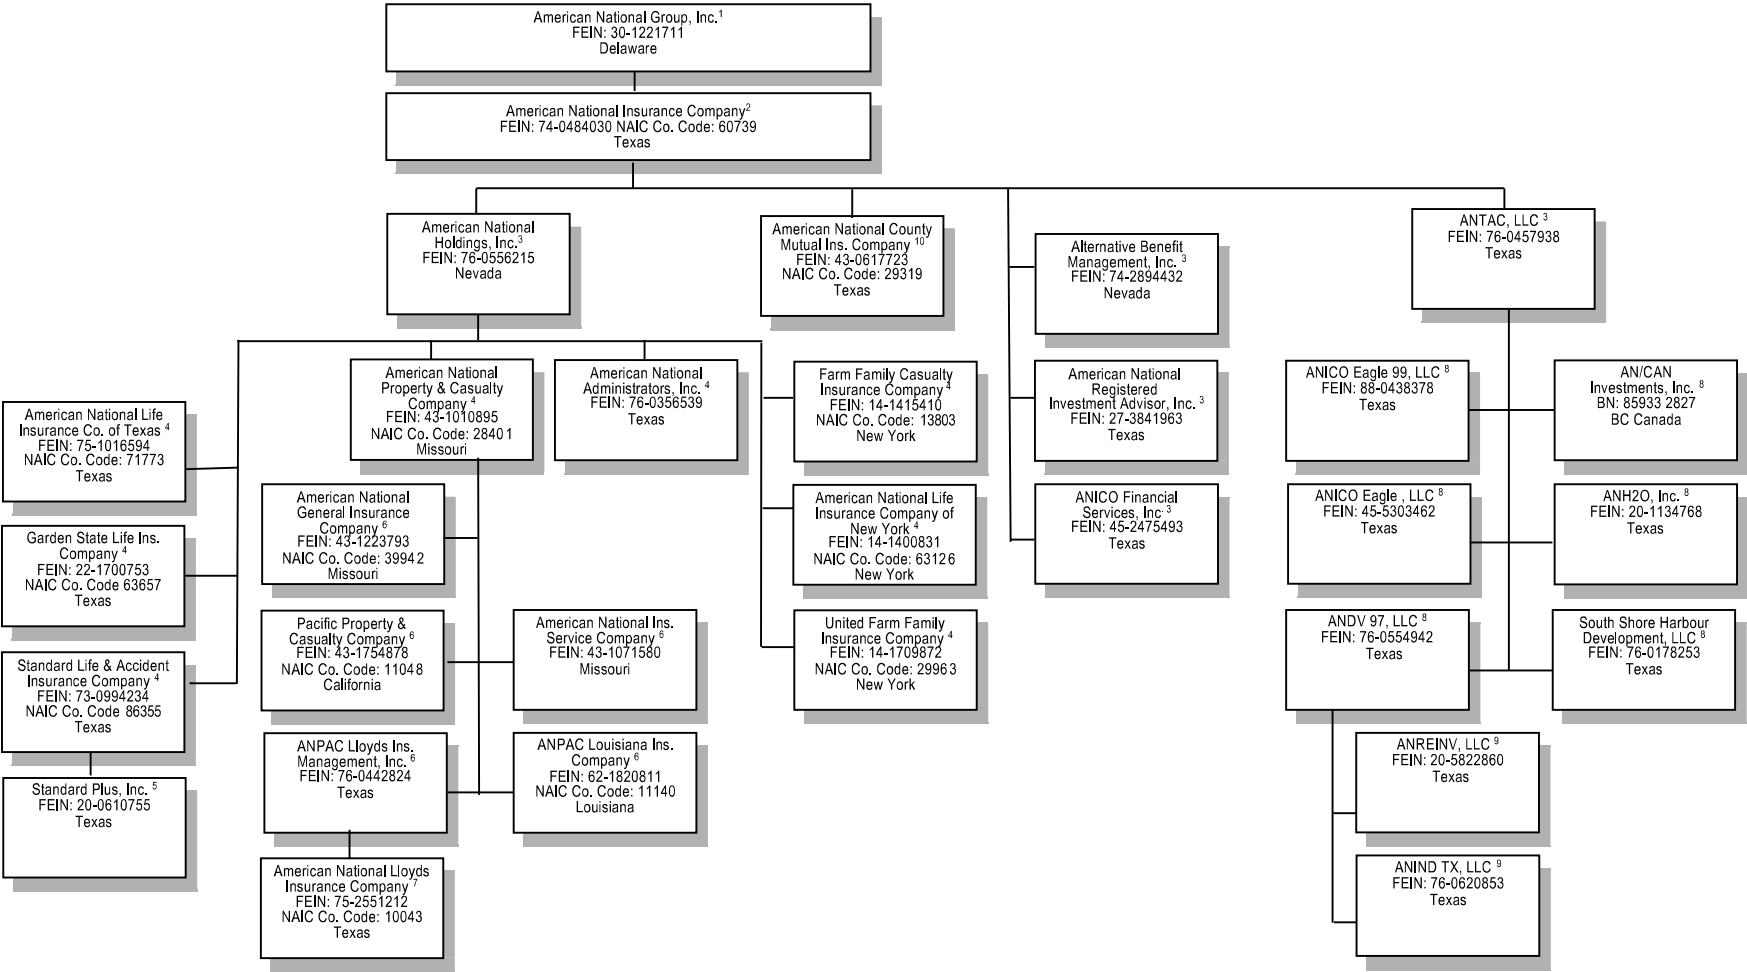 American National Group, Inc.1
FEIN: 30-1221711
Delaware
American National Insurance Company2
FEIN: 74-0484030 NAIC Co. Code: 60739
Texas
American National
Holdings, Inc.3
FEIN: 76-0556215
Nevada
American National County
Mutual Ins. Company 10
FEIN: 43-0617723
NAIC Co. Code: 29319
Texas
Alternative Benefit
Management, Inc. 3
FEIN: 74-2894432
Nevada
ANTAC, LLC 3
FEIN: 76-0457938
Texas
American National Life
Insurance Co. of Texas 4
FEIN: 75-1016594
NAIC Co. Code: 71773
Texas
American National
Property & Casualty
Company 4
FEIN: 43-1010895
NAIC Co. Code: 28401
Missouri
American National
Administrators, Inc. 4
FEIN: 76-0356539
Texas
Farm Family Casualty
Insurance Company 4
FEIN: 14-1415410
NAIC Co. Code: 13803
New York
American National
Registered
Investment Advisor, Inc. 3
FEIN: 27-3841963
Texas
ANICO Eagle 99, LLC 8
FEIN: 88-0438378
Texas
AN/CAN
Investments, Inc. 8
BN: 85933 2827
BC Canada
Garden State Life Ins.
Company 4
FEIN: 22-1700753
NAIC Co. Code 63657
Texas
American National
General Insurance
Company 6
FEIN: 43-1223793
NAIC Co. Code: 39942
Missouri
American National Life
Insurance Company of
New York 4
FEIN: 14-1400831
NAIC Co. Code: 63126
New York
ANICO Financial
Services, Inc. 3
FEIN: 45-2475493
Texas
ANICO Eagle , LLC 8
FEIN: 45-5303462
Texas
ANH2O, Inc. 8
FEIN: 20-1134768
Texas
Standard Life & Accident
Insurance Company 4
FEIN: 73-0994234
NAIC Co. Code 86355
Texas
Pacific Property &
Casualty Company 6
FEIN: 43-1754878
NAIC Co. Code: 11048
California
American National Ins.
Service Company 6
FEIN: 43-1071580
Missouri
United Farm Family
Insurance Company 4
FEIN: 14-1709872
NAIC Co. Code: 29963
New York
ANDV 97, LLC 8
FEIN: 76-0554942
Texas
South Shore Harbour
Development, LLC 8
FEIN: 76-0178253
Texas
Standard Plus, Inc. 5
FEIN: 20-0610755
Texas
ANPAC Lloyds Ins.
Management, Inc. 6
FEIN: 76-0442824
Texas
ANPAC Louisiana Ins.
Company 6
FEIN: 62-1820811
NAIC Co. Code: 11140
Louisiana
ANREINV, LLC 9
FEIN: 20-5822860
Texas
American National Lloyds
Insurance Company 7
FEIN: 75-2551212
NAIC Co. Code: 10043
Texas
ANIND TX, LLC 9
FEIN: 76-0620853
Texas